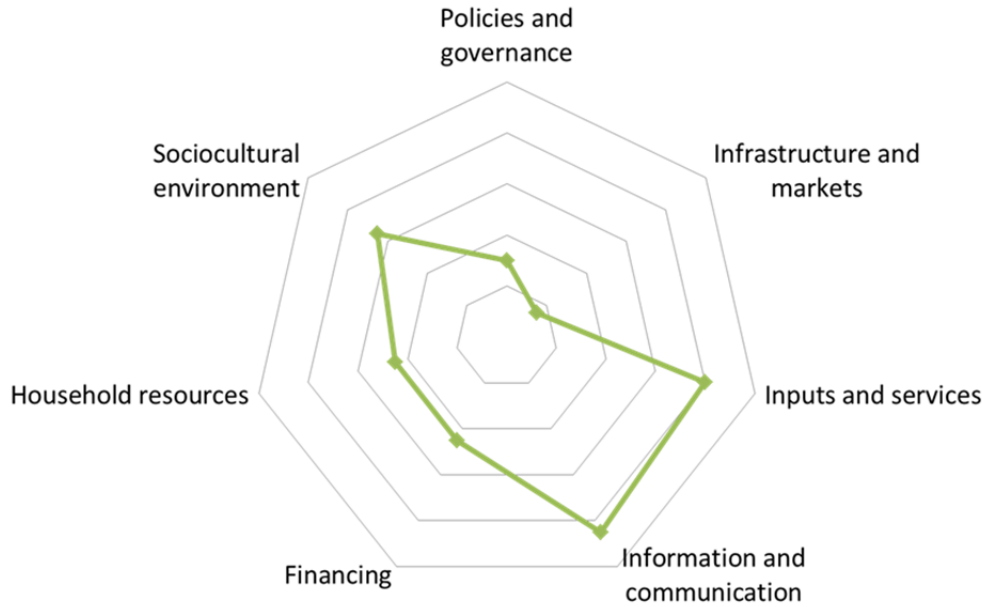 Policies and
governance
Sociocultural
environment
Infrastructure and
markets
Household resources
Inputs and services
Financing
Information and
communication